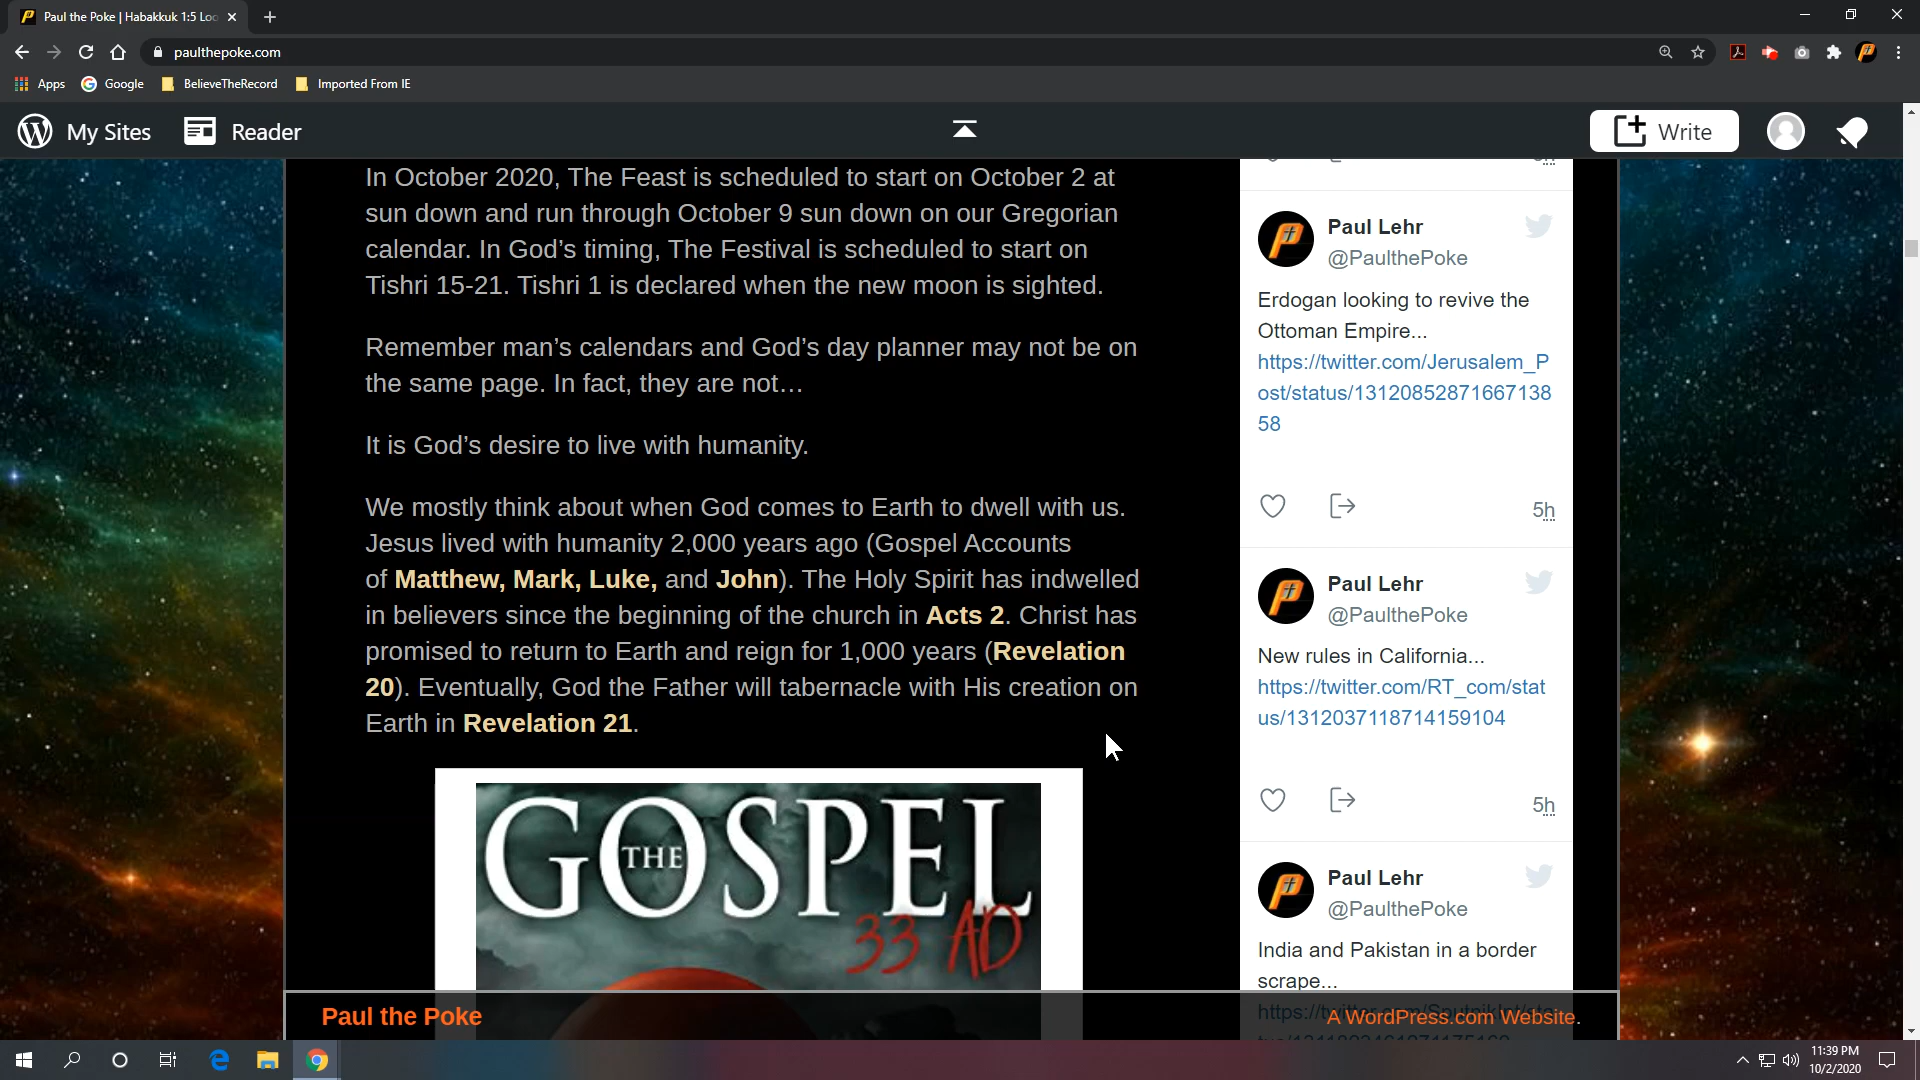 Paul the Poke | Habakkuk 1:5 Loo
paulthepoke.com
Apps
Google
BelieveTheRecord
Imported From IE
My Sites
Reader
Write
In October 2020, The Feast is scheduled to start on October 2 at
sun down and run through October 9 sun down on our Gregorian
calendar. In God’s timing, The Festival is scheduled to start on
Tishri 15-21. Tishri 1 is declared when the new moon is sighted.
Remember man’s calendars and God’s day planner may not be on
the same page. In fact, they are not…
It is God’s desire to live with humanity.
We mostly think about when God comes to Earth to dwell with us.
Jesus lived with humanity 2,000 years ago (Gospel Accounts
of Matthew, Mark, Luke, and John). The Holy Spirit has indwelled
in believers since the beginning of the church in Acts 2. Christ has
promised to return to Earth and reign for 1,000 years (Revelation
20). Eventually, God the Father will tabernacle with His creation on
Earth in Revelation 21.
THE
GOSPEL
33 AD
Paul Lehr
@PaulthePoke
Erdogan looking to revive the
Ottoman Empire...
https://twitter.com/Jerusalem_P
ost/status/13120852871667138
58
5h
Paul Lehr
@PaulthePoke
New rules in California...
https://twitter.com/RT_com/stat
us/1312037118714159104
5h
Paul Lehr
@PaulthePoke
India and Pakistan in a border
scrape...
Paul the Poke
A WordPress.com Website.
11:39 PM
10/2/2020